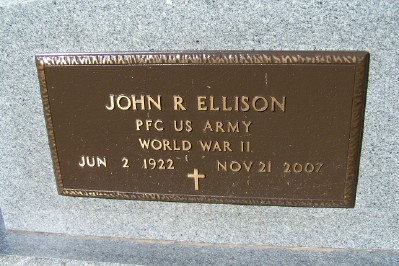 JOHN R ELLISON
PFC US ARMY
WORLD WAR II
JUN 2 1922 NOV 21 2007